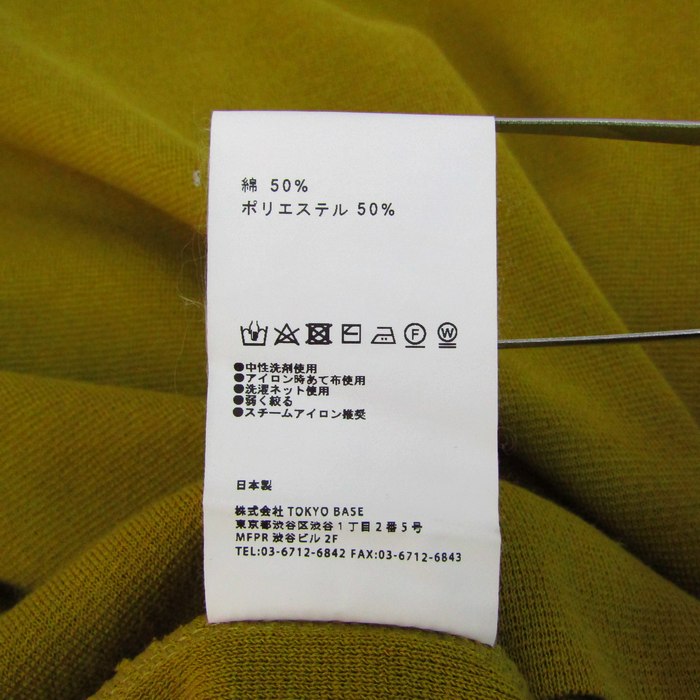 綿 50%
ポリエステル 50%
F W
●中性洗剤使用
●アイロン時あて布使用
●洗濯ネット使用
●弱く絞る
●スチームアイロン推奨
日本製
株式会社 TOKYO BASE
東京都渋谷区渋谷1丁目2番5号
MFPR 渋谷ビル 2F
TEL:03-6712-6842 FAX:03-6712-6843